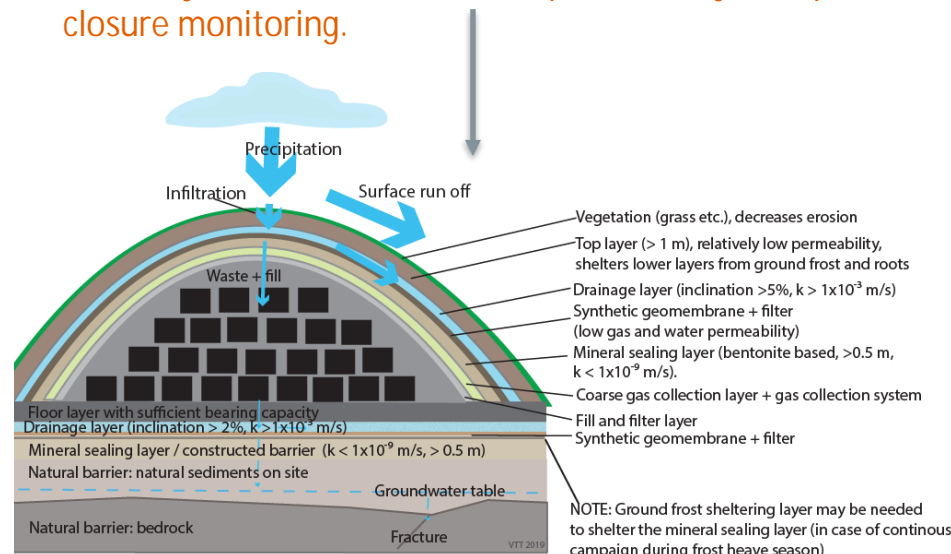 closure monitoring.
Precipitation
Infiltration
Surface run off
Waste + fill
Vegetation (grass etc.), decreases erosion
Top layer (> 1 m), relatively low permeability,
shelters lower layers from ground frost and roots
Drainage layer (inclination >5%, k > 1x10⁻³ m/s)
Synthetic geomembrane + filter
(low gas and water permeability)
Mineral sealing layer (bentonite based, >0.5 m,
k < 1x10⁻⁹ m/s).
Coarse gas collection layer + gas collection system
Fill and filter layer
Synthetic geomembrane + filter
Floor layer with sufficient bearing capacity
Drainage layer (inclination > 2%, k >1x10⁻³ m/s)
Mineral sealing layer / constructed barrier (k < 1x10⁻⁹ m/s, > 0.5 m)
Natural barrier: natural sediments on site
Groundwater table
Natural barrier: bedrock
Fracture
VTT 2019
NOTE: Ground frost sheltering layer may be needed
to shelter the mineral sealing layer (in case of continous
campaign during frost heave season)